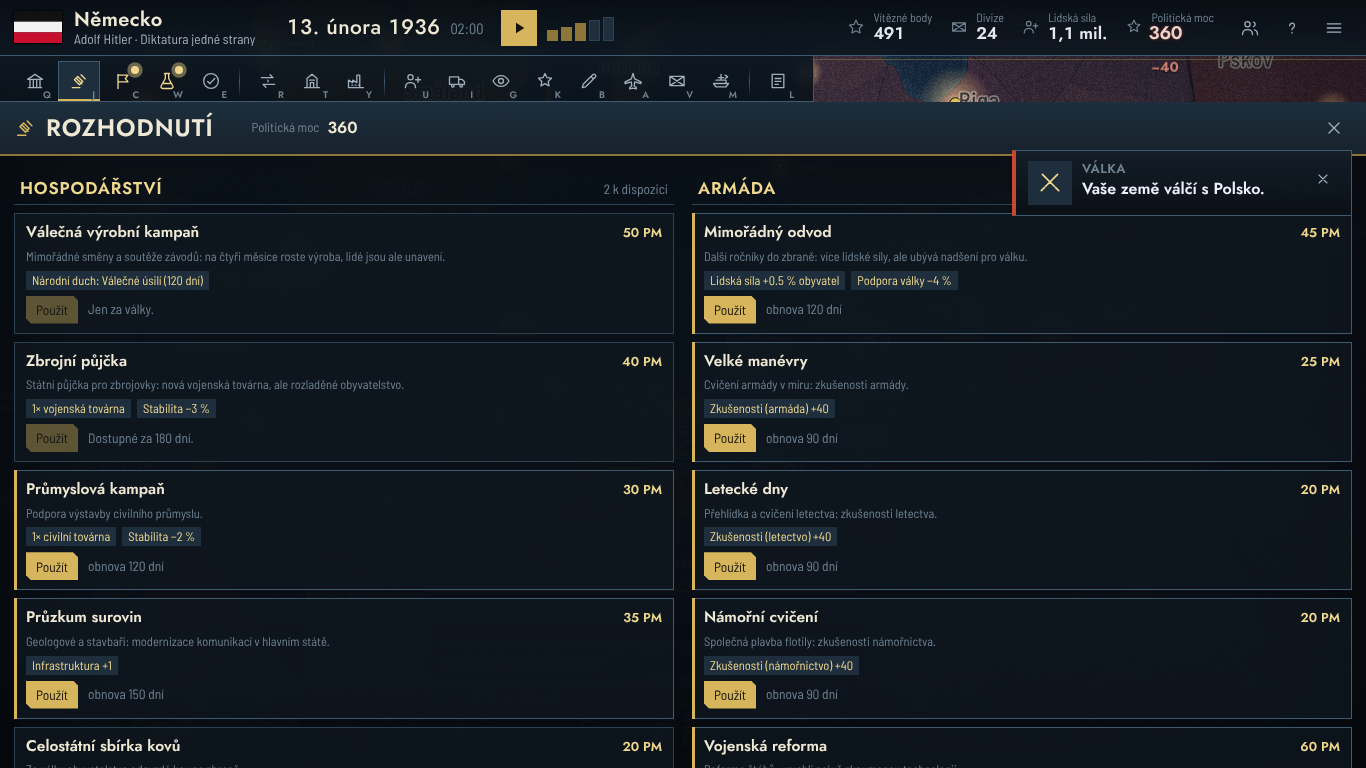 Německo
Adolf Hitler · Diktatura jedné strany
13. února 1936 02:00
Vítězné body
491
Divize
24
Lidská síla
1,1 mil.
Politická moc
360
?
−40
Pskov
Riga
Q
I
C
W
E
R
T
Y
U
O
G
K
B
A
V
M
L
ROZHODNUTÍ
Politická moc 360
VÁLKA
Vaše země válčí s Polsko.
HOSPODÁŘSTVÍ
2 k dispozici
Válečná výrobní kampaň
50 PM
Mimořádné směny a soutěže závodů: na čtyři měsíce roste výroba, lidé jsou ale unavení.
Národní duch: Válečné úsilí (120 dní)
Použít
Jen za války.
Zbrojní půjčka
40 PM
Státní půjčka pro zbrojovky: nová vojenská továrna, ale rozladěné obyvatelstvo.
1× vojenská továrna
Stabilita −3 %
Použít
Dostupné za 180 dní.
Průmyslová kampaň
30 PM
Podpora výstavby civilního průmyslu.
1× civilní továrna
Stabilita −2 %
Použít
obnova 120 dní
Průzkum surovin
35 PM
Geologové a stavbaři: modernizace komunikací v hlavním státě.
Infrastruktura +1
Použít
obnova 150 dní
Celostátní sbírka kovů
20 PM
ARMÁDA
Mimořádný odvod
45 PM
Další ročníky do zbraně: více lidské síly, ale ubývá nadšení pro válku.
Lidská síla +0.5 % obyvatel
Podpora války −4 %
Použít
obnova 120 dní
Velké manévry
25 PM
Cvičení armády v míru: zkušenosti armády.
Zkušenosti (armáda) +40
Použít
obnova 90 dní
Letecké dny
20 PM
Přehlídka a cvičení letectva: zkušenosti letectva.
Zkušenosti (letectvo) +40
Použít
obnova 90 dní
Námořní cvičení
20 PM
Společná plavba flotily: zkušenosti námořnictva.
Zkušenosti (námořnictvo) +40
Použít
obnova 90 dní
Vojenská reforma
60 PM